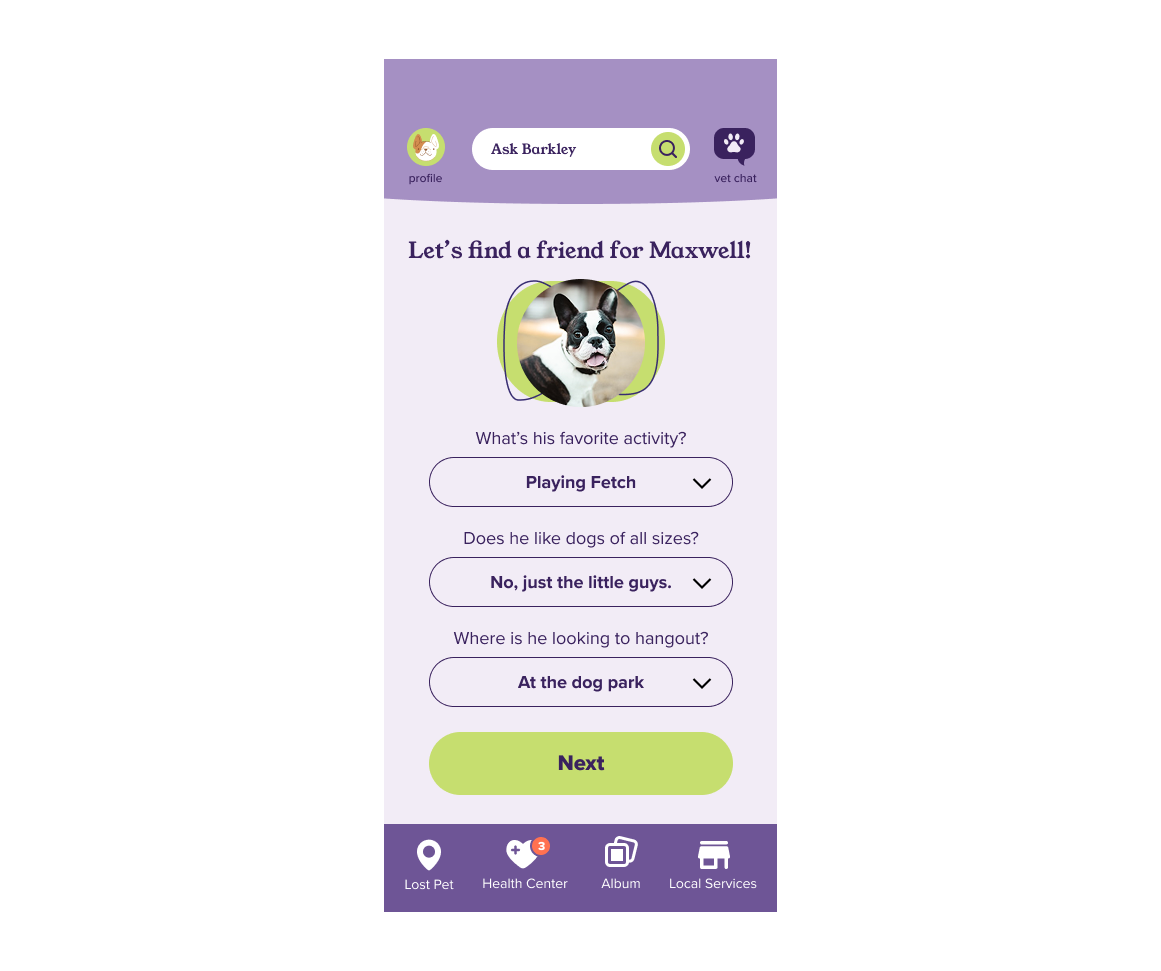 Ask Barkley
profile
vet chat
Let’s find a friend for Maxwell!
What’s his favorite activity?
Playing Fetch
Does he like dogs of all sizes?
No, just the little guys.
Where is he looking to hangout?
At the dog park
Next
3
Lost Pet
Health Center
Album
Local Services